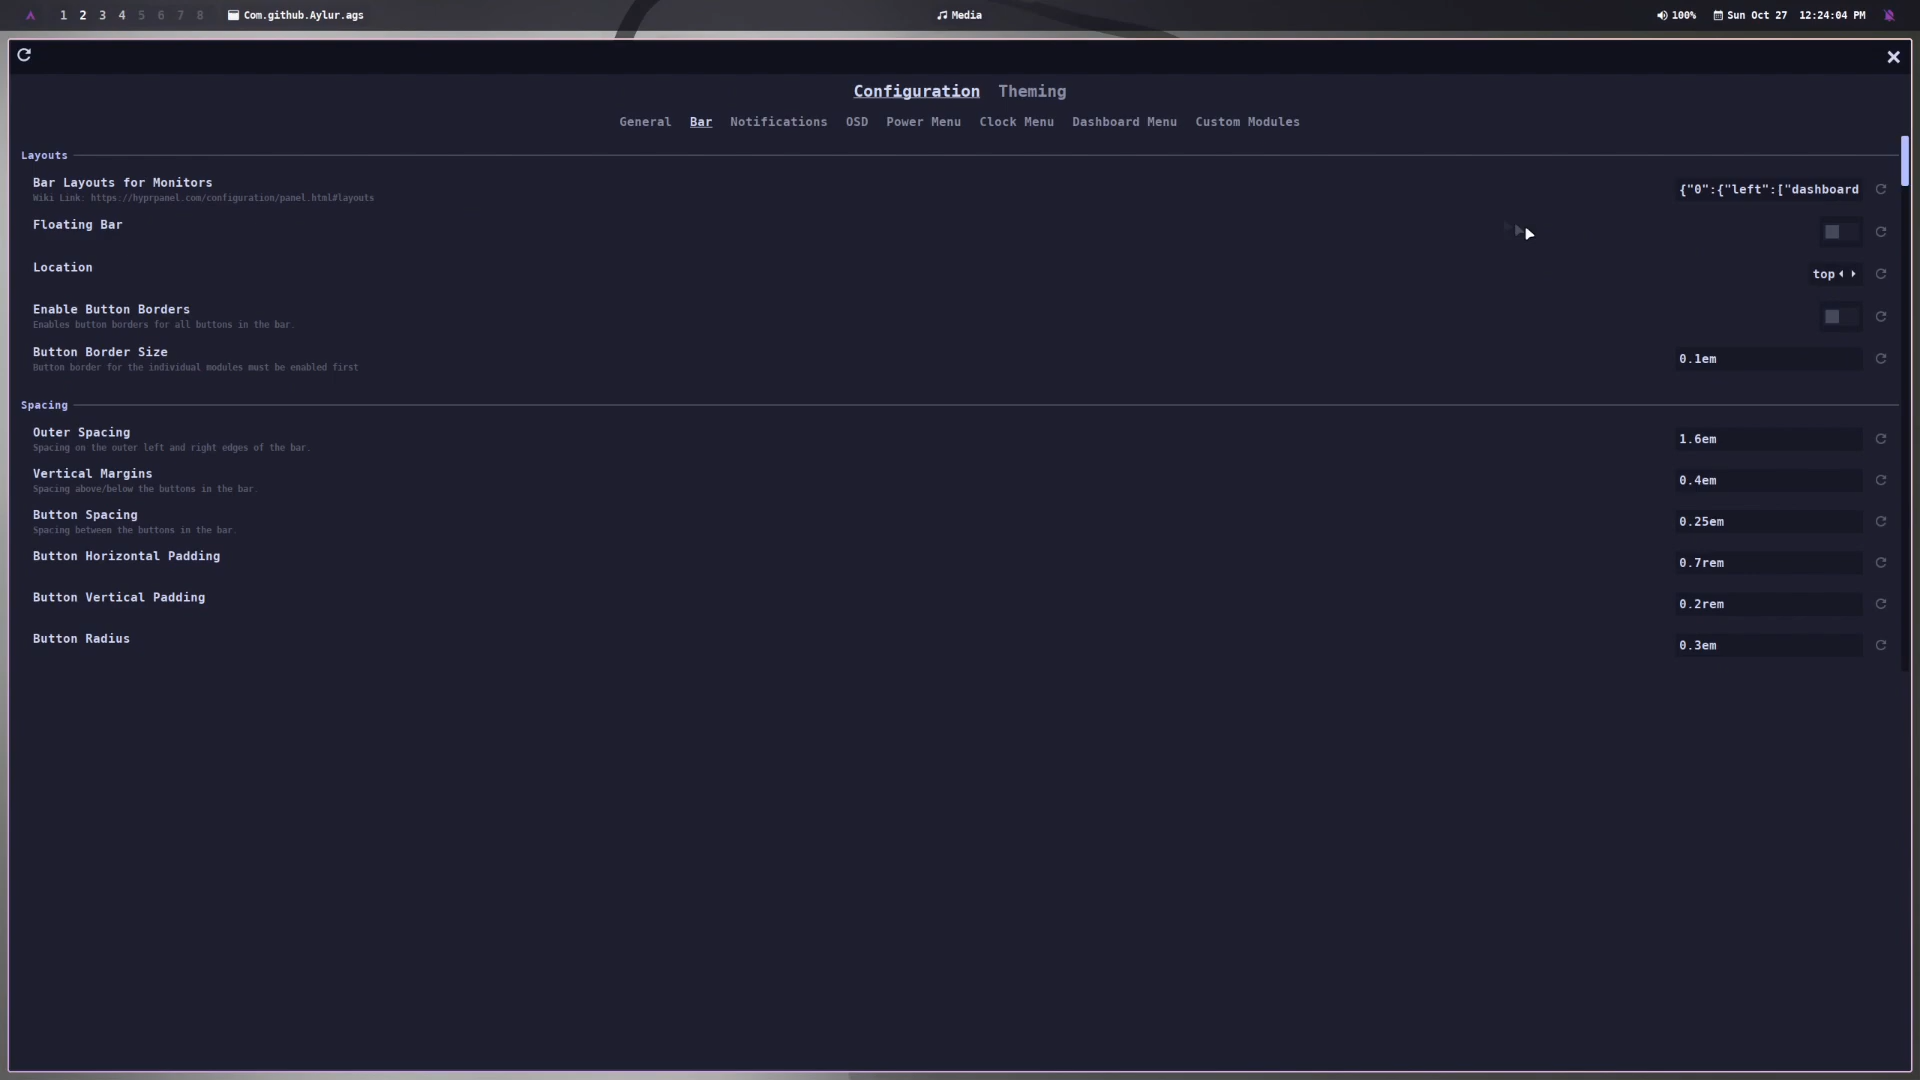 1 2 3 4 5 6 7 8 Com.github.Aylur.ags
Media
100% Sun Oct 27 12:24:04 PM
Configuration Theming
General Bar Notifications OSD Power Menu Clock Menu Dashboard Menu Custom Modules
Layouts
Bar Layouts for Monitors
Wiki Link: https://hyprpanel.com/configuration/panel.html#layouts
{"0":{"left":["dashboard
Floating Bar
Location
top
Enable Button Borders
Enables button borders for all buttons in the bar.
Button Border Size
Button border for the individual modules must be enabled first
0.1em
Spacing
Outer Spacing
Spacing on the outer left and right edges of the bar.
1.6em
Vertical Margins
Spacing above/below the buttons in the bar.
0.4em
Button Spacing
Spacing between the buttons in the bar.
0.25em
Button Horizontal Padding
0.7rem
Button Vertical Padding
0.2rem
Button Radius
0.3em